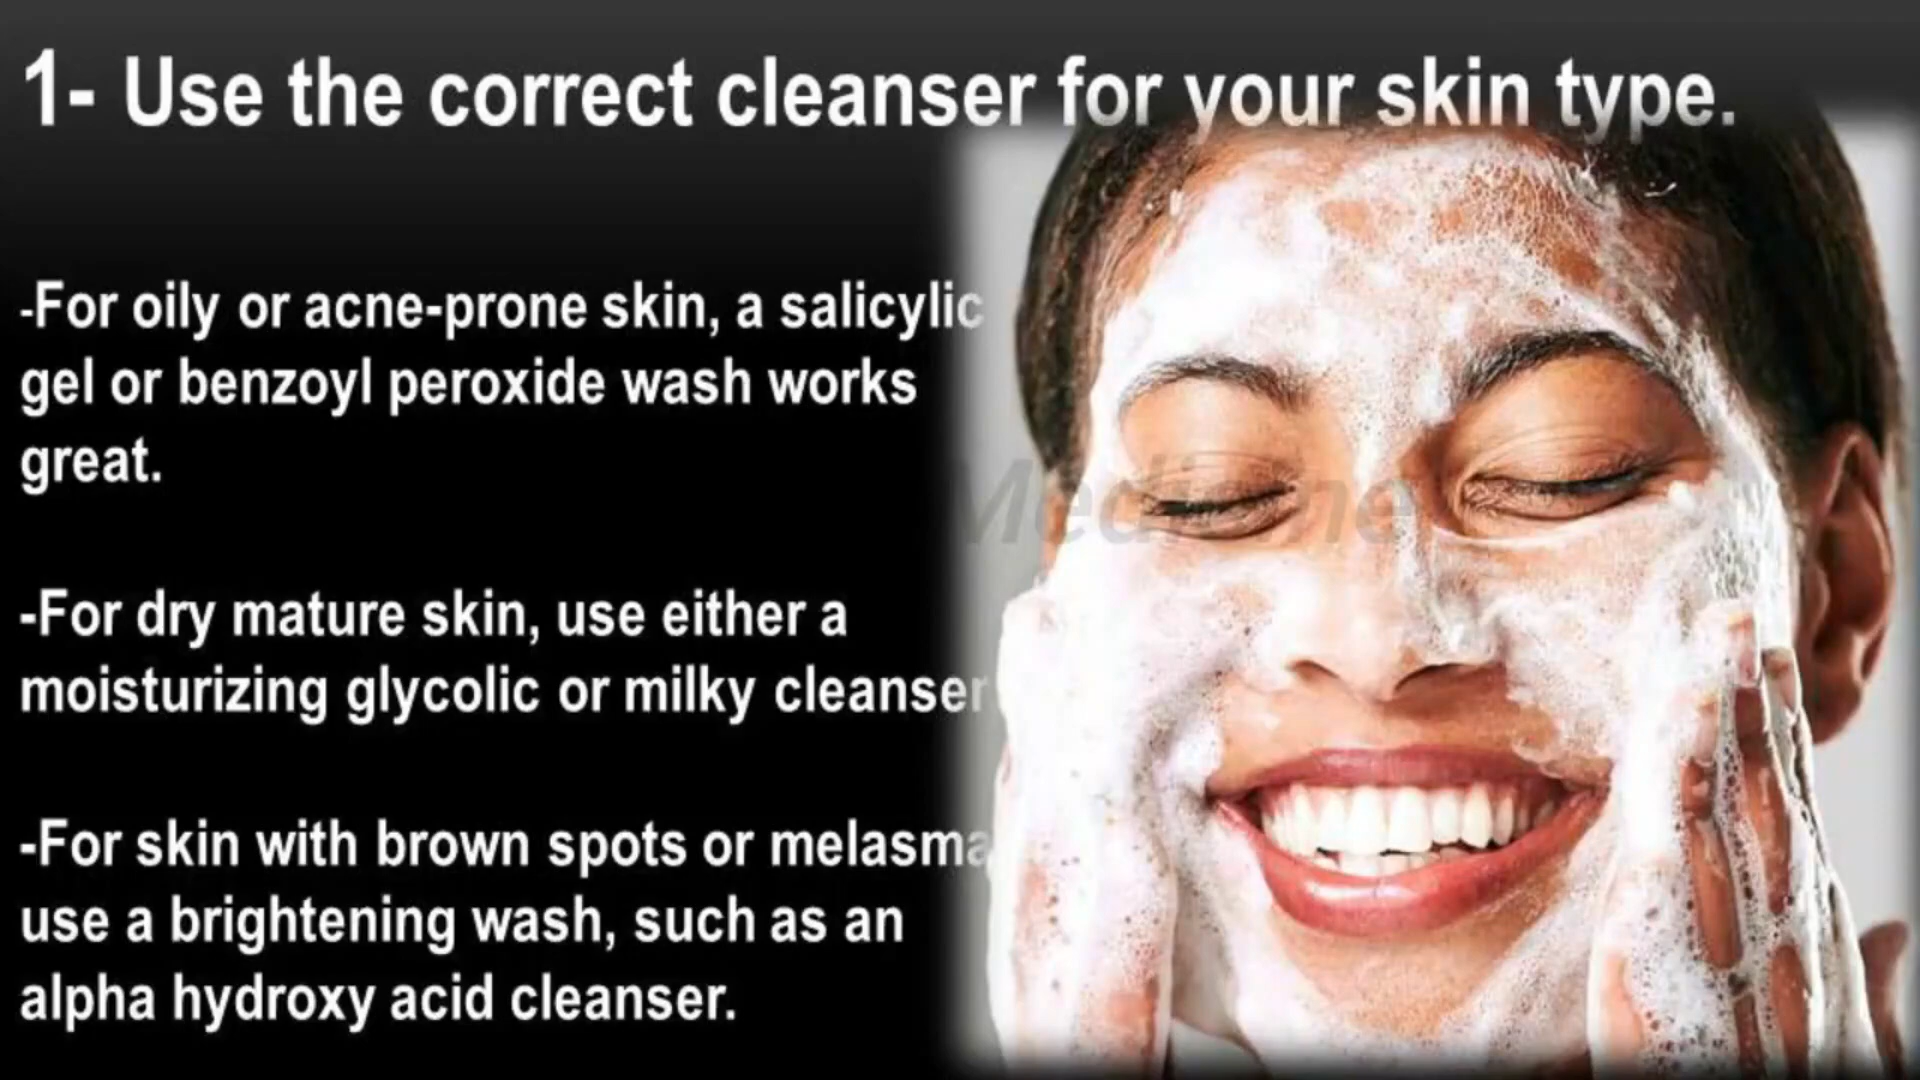 1- Use the correct cleanser for your skin type.
-For oily or acne-prone skin, a salicylic
gel or benzoyl peroxide wash works
great.
-For dry mature skin, use either a
moisturizing glycolic or milky cleanser
-For skin with brown spots or melasma
use a brightening wash, such as an
alpha hydroxy acid cleanser.
Medicine